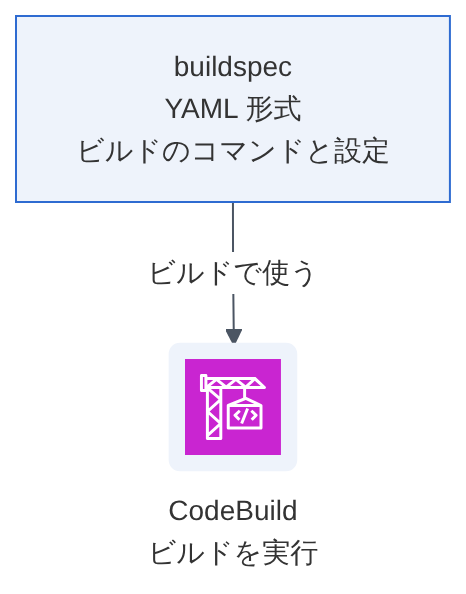 buildspec
YAML 形式
ビルドのコマンドと設定
ビルドで使う
</>
CodeBuild
ビルドを実行